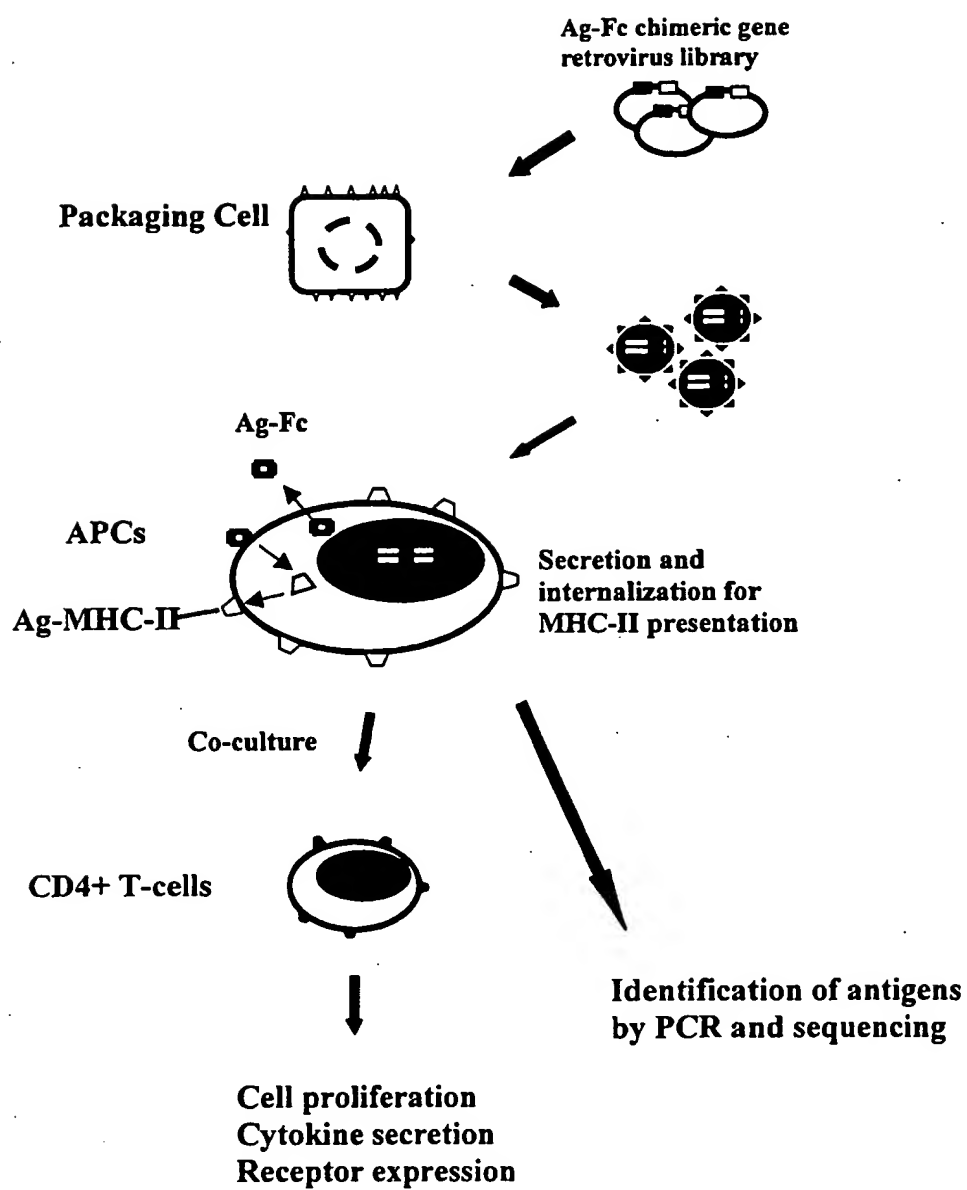 Ag-Fc chimeric gene
retrovirus library
Packaging Cell
Ag-Fc
APCs
Ag-MHC-II
Secretion and
internalization for
MHC-II presentation
Co-culture
CD4+ T-cells
Identification of antigens
by PCR and sequencing
Cell proliferation
Cytokine secretion
Receptor expression